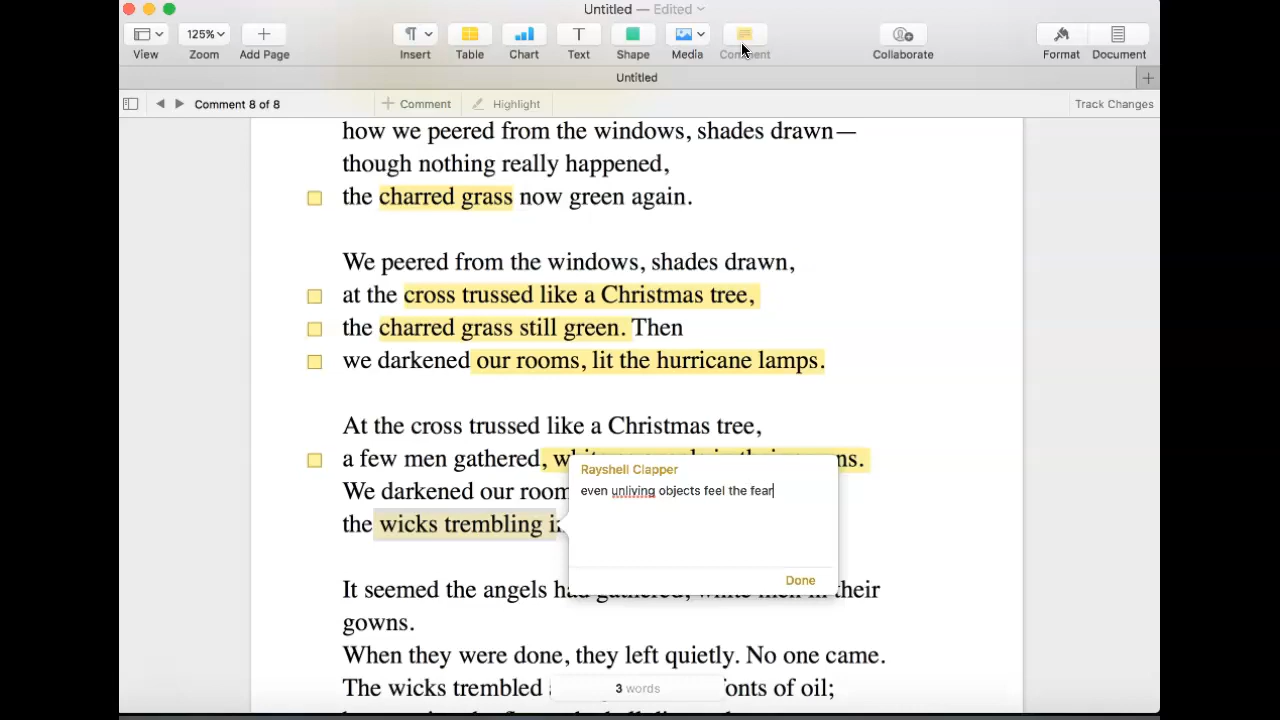 Untitled — Edited
125%
View
Zoom
Add Page
Insert
Table
Chart
Text
Shape
Media
Comment
Collaborate
Format
Document
Untitled
Comment 8 of 8
Comment
Highlight
Track Changes
how we peered from the windows, shades drawn—
though nothing really happened,
the charred grass now green again.
We peered from the windows, shades drawn,
at the cross trussed like a Christmas tree,
the charred grass still green. Then
we darkened our rooms, lit the hurricane lamps.
At the cross trussed like a Christmas tree,
a few men gathered,
We darkened our room
the wicks trembling
Rayshell Clapper
even unliving objects feel the fear
Done
It seemed the angels had gathered, white men in their
gowns.
When they were done, they left quietly. No one came.
The wicks trembled fonts of oil;
3 words